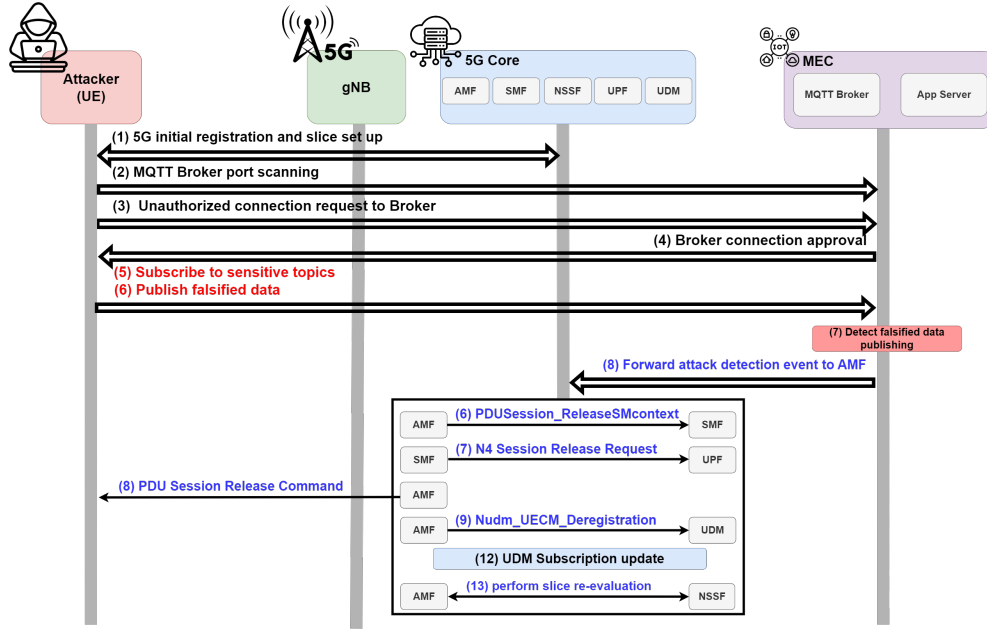 5G
IOT
Attacker
(UE)
gNB
5G Core
AMF
SMF
NSSF
UPF
UDM
MEC
MQTT Broker
App Server
(1) 5G initial registration and slice set up
(2) MQTT Broker port scanning
(3) Unauthorized connection request to Broker
(4) Broker connection approval
(5) Subscribe to sensitive topics
(6) Publish falsified data
(7) Detect falsified data
publishing
(8) Forward attack detection event to AMF
AMF
(6) PDUSession_ReleaseSMcontext
SMF
SMF
(7) N4 Session Release Request
UPF
(8) PDU Session Release Command
AMF
AMF
(9) Nudm_UECM_Deregistration
UDM
(12) UDM Subscription update
AMF
(13) perform slice re-evaluation
NSSF